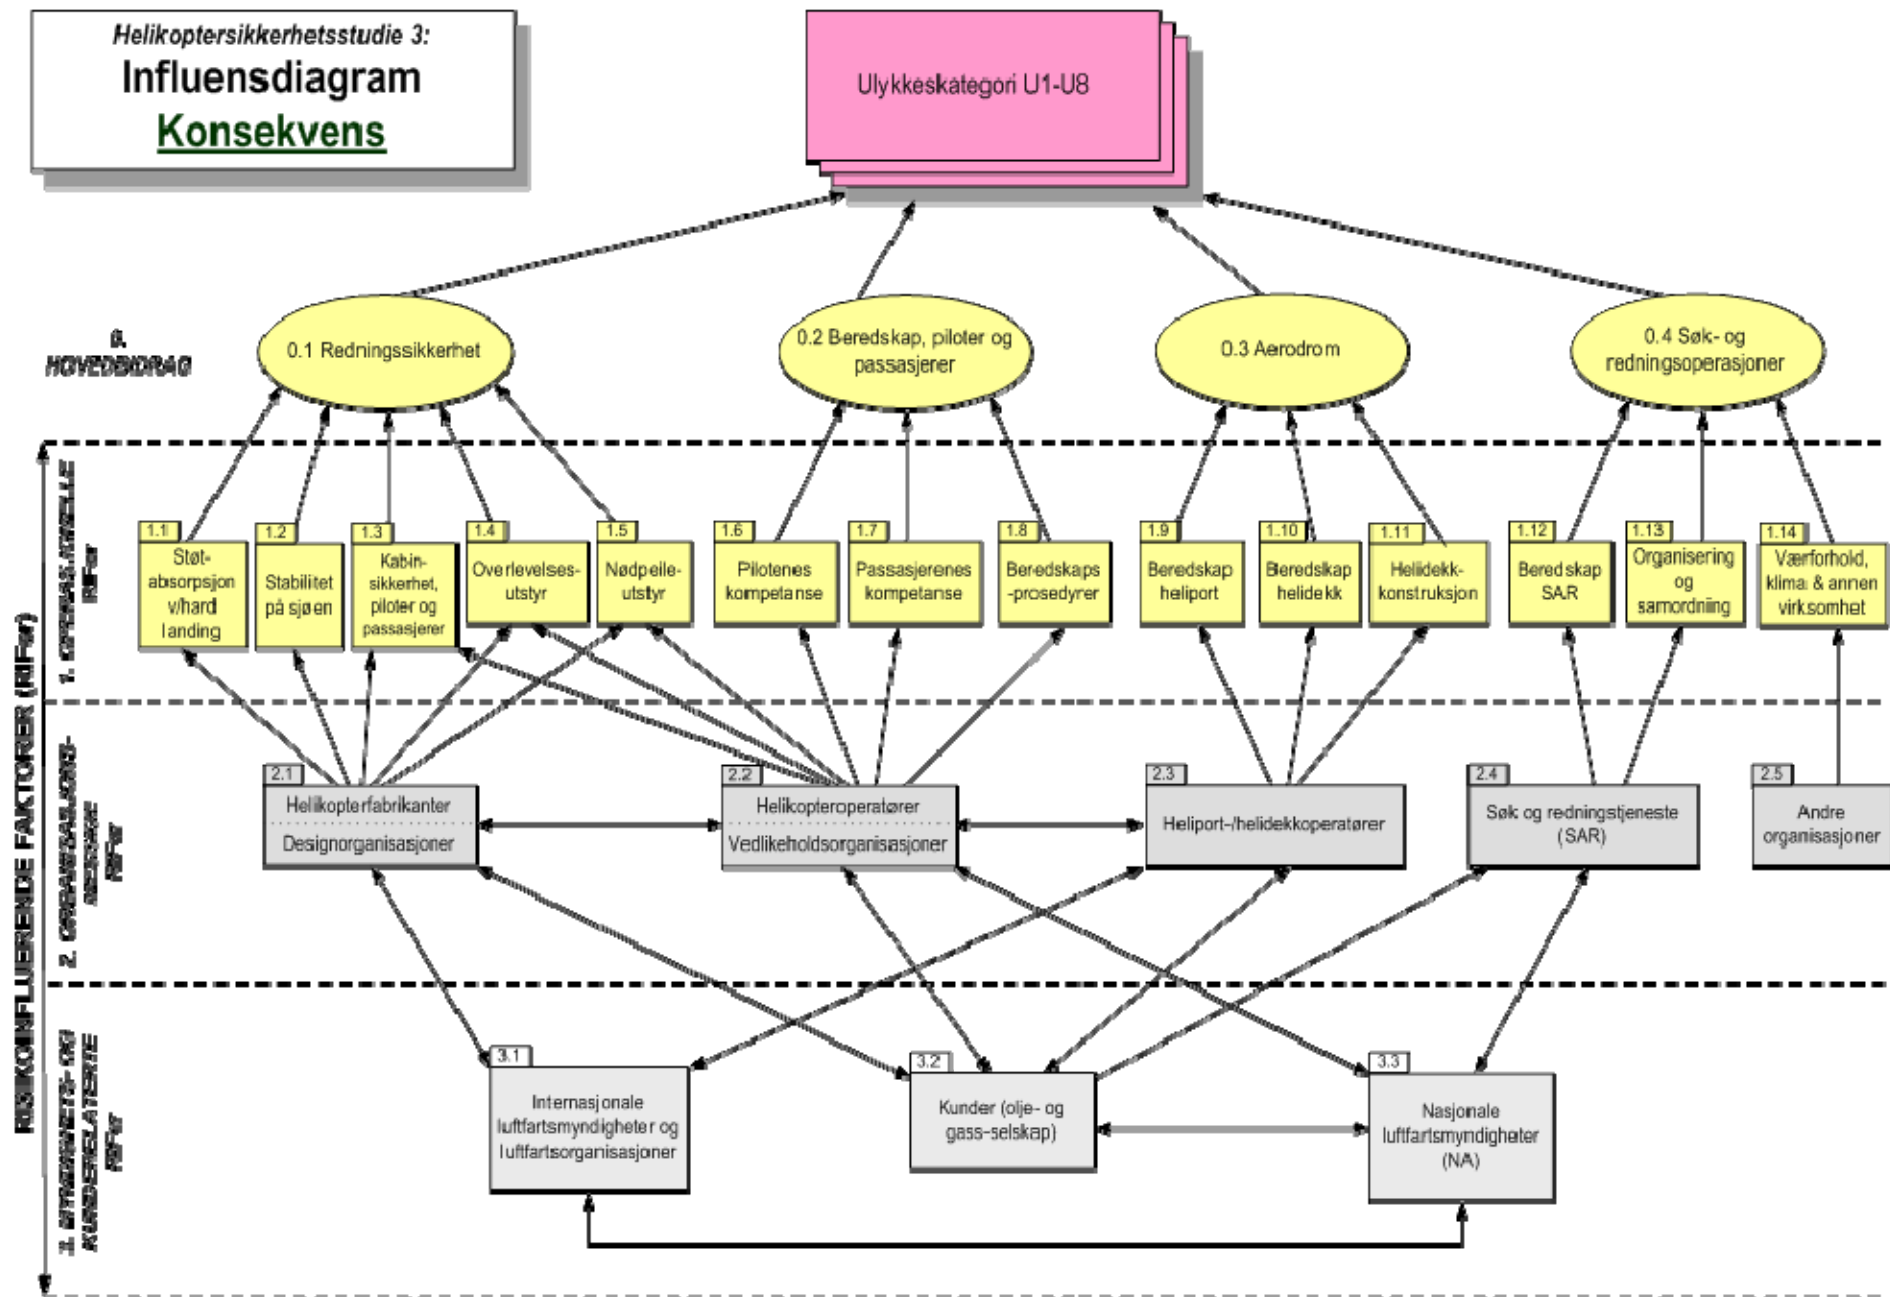 Helikoptersikkerhetsstudie 3:
Influensdiagram
Konsekvens
Ulykkeskategori U1-U8
0.
HOVEDBIDRAG
0.1 Redningssikkerhet
0.2 Beredskap, piloter og
passasjerer
0.3 Aerodrom
0.4 Søk- og
redningsoperasjoner
RISIKOINFLUERENDE FAKTORER (RIFer)
1. OPERASJONELLE
RIFer
1.1
Støt-
absorpsjon
v/hard
landing
1.2
Stabilitet
på sjøen
1.3
Kabin-
sikkerhet,
piloter og
passasjerer
1.4
Overlevelses-
utstyr
1.5
Nødpeile-
utstyr
1.6
Pilotenes
kompetanse
1.7
Passasjerenes
kompetanse
1.8
Beredskaps
-prosedyrer
1.9
Beredskap
heliport
1.10
Beredskap
helidekk
1.11
Helidekk-
konstruksjon
1.12
Beredskap
SAR
1.13
Organisering
og
samordning
1.14
Værforhold,
klima & annen
virksomhet
2. ORGANISASJONS-
MESSIGE
RIFer
2.1
Helikopterfabrikanter
Designorganisasjoner
2.2
Helikopteroperatører
Vedlikeholdsorganisasjoner
2.3
Heliport-/helidekkoperatører
2.4
Søk og redningstjeneste
(SAR)
2.5
Andre
organisasjoner
3. MYNDIGHETS- OG
KUNDERELATERTE
RIFer
3.1
Internasjonale
luftfartsmyndigheter og
luftfartsorganisasjoner
3.2
Kunder (olje- og
gass-selskap)
3.3
Nasjonale
luftfartsmyndigheter
(NA)